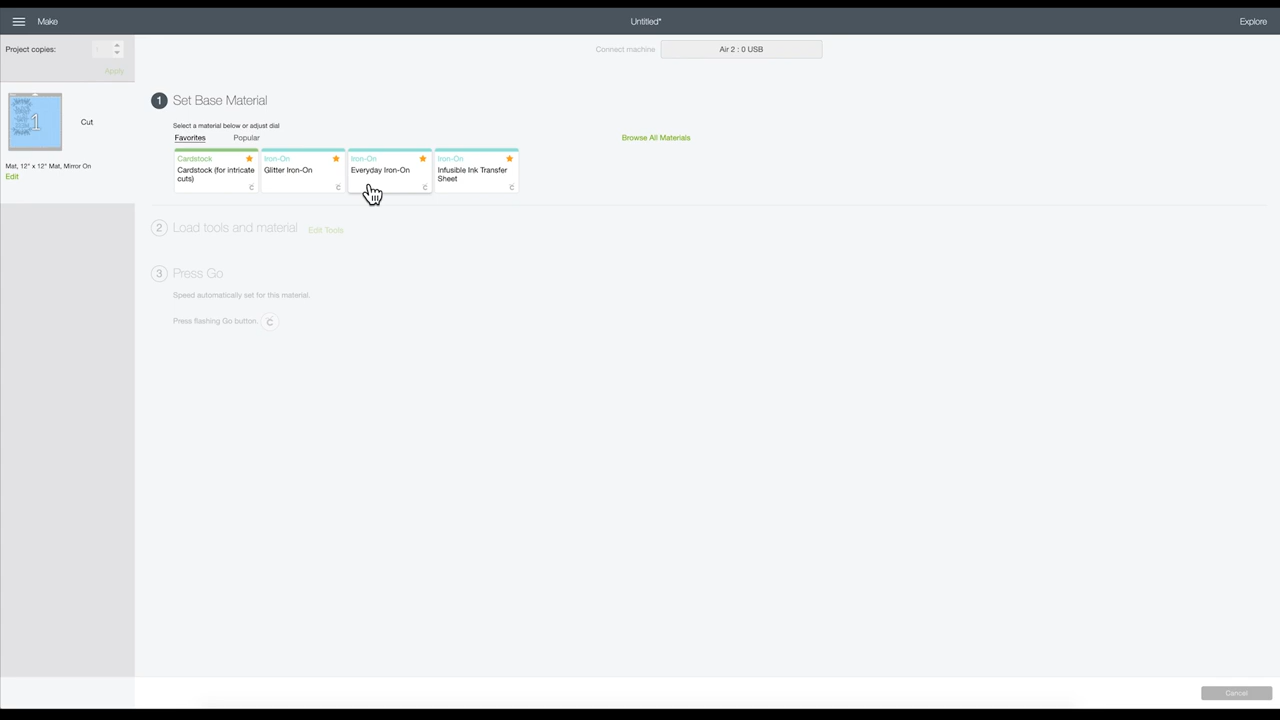 Make
Untitled*
Explore
Project copies:
Apply
Connect machine
Air 2 : 0 USB
1
Cut
Mat, 12" x 12" Mat, Mirror On
Edit
1 Set Base Material
Select a material below or adjust dial
Favorites
Popular
Browse All Materials
Cardstock
Cardstock (for intricate
cuts)
Iron-On
Glitter Iron-On
Iron-On
Everyday Iron-On
Iron-On
Infusible Ink Transfer
Sheet
2 Load tools and material
Edit Tools
3 Press Go
Speed automatically set for this material.
Press flashing Go button.
Cancel